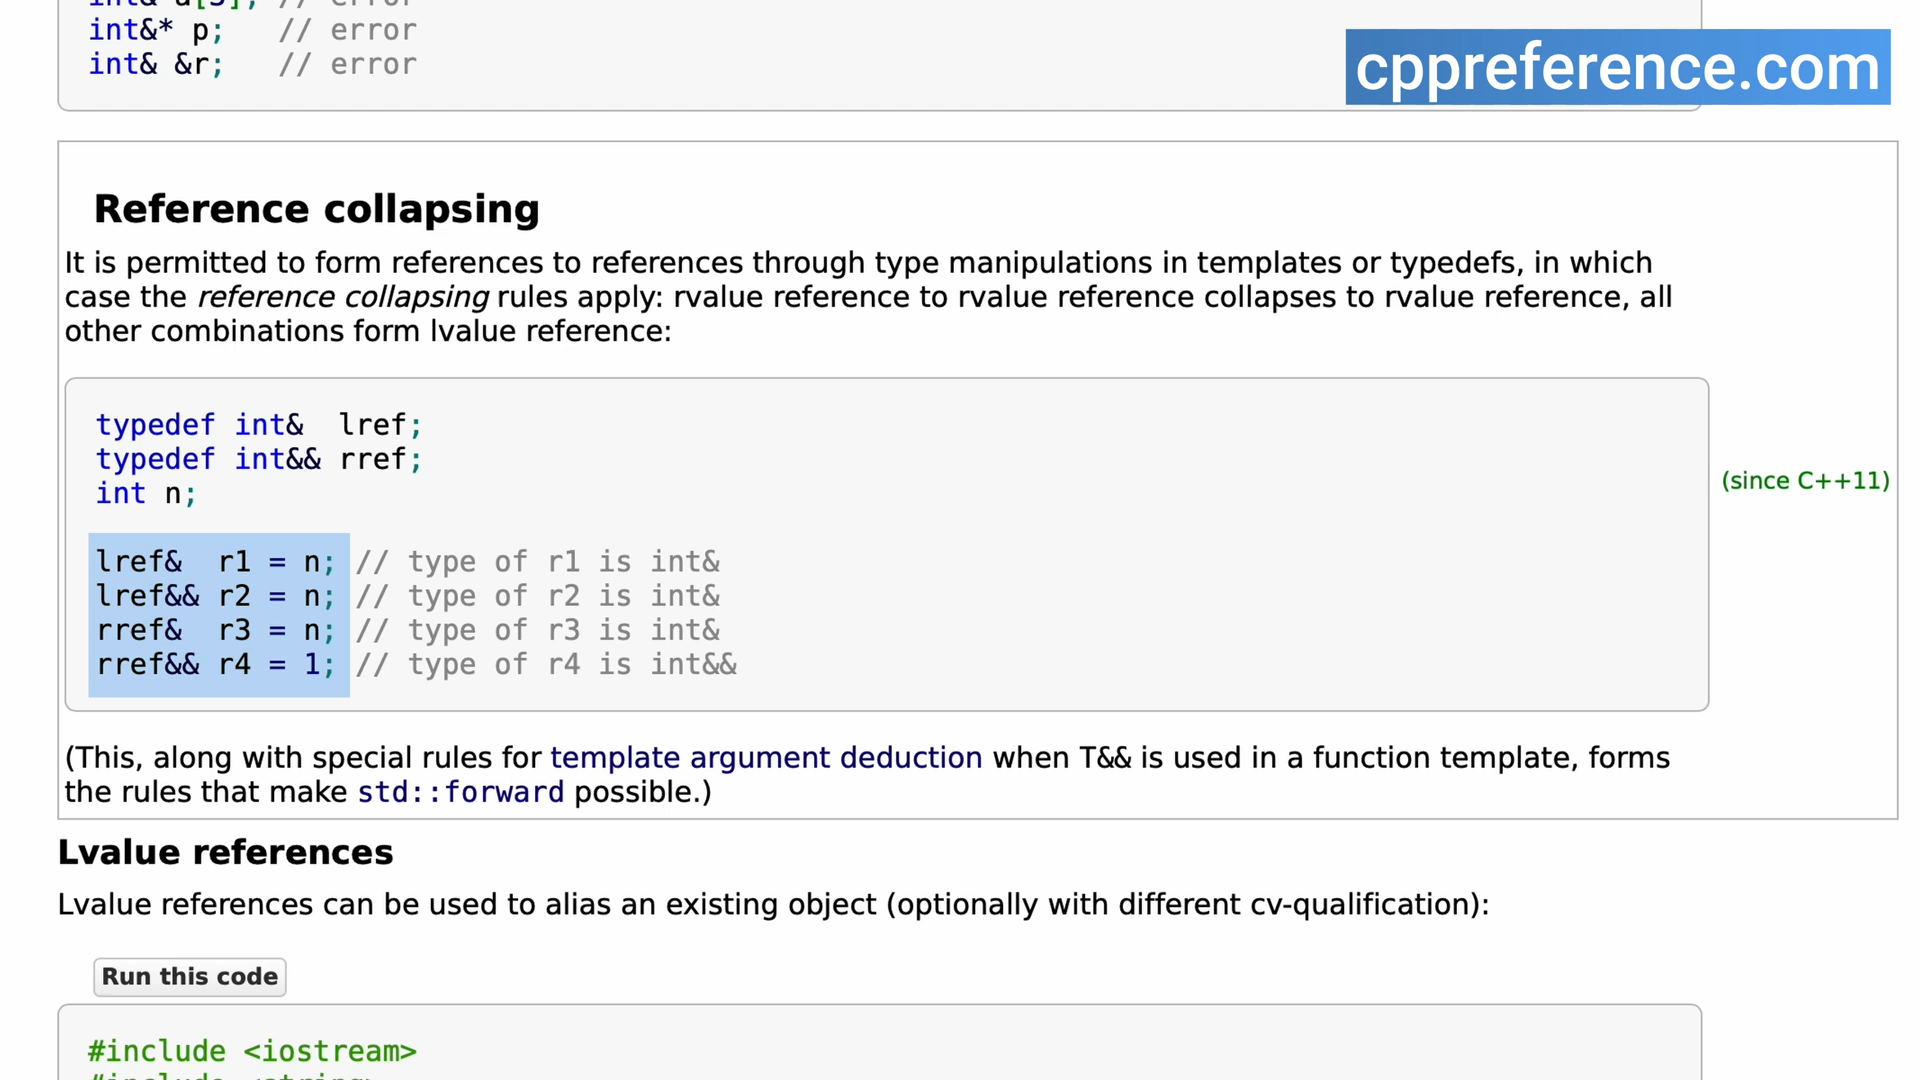 int& a[3]; // error
int&* p;   // error
int& &r;   // error
cppreference.com
Reference collapsing
It is permitted to form references to references through type manipulations in templates or typedefs, in which
case the reference collapsing rules apply: rvalue reference to rvalue reference collapses to rvalue reference, all
other combinations form lvalue reference:
typedef int&  lref;
typedef int&& rref;
int n;
(since C++11)
lref&  r1 = n; // type of r1 is int&
lref&& r2 = n; // type of r2 is int&
rref&  r3 = n; // type of r3 is int&
rref&& r4 = 1; // type of r4 is int&&
(This, along with special rules for template argument deduction when T&& is used in a function template, forms
the rules that make std::forward possible.)
Lvalue references
Lvalue references can be used to alias an existing object (optionally with different cv-qualification):
Run this code
#include <iostream>
#include <string>